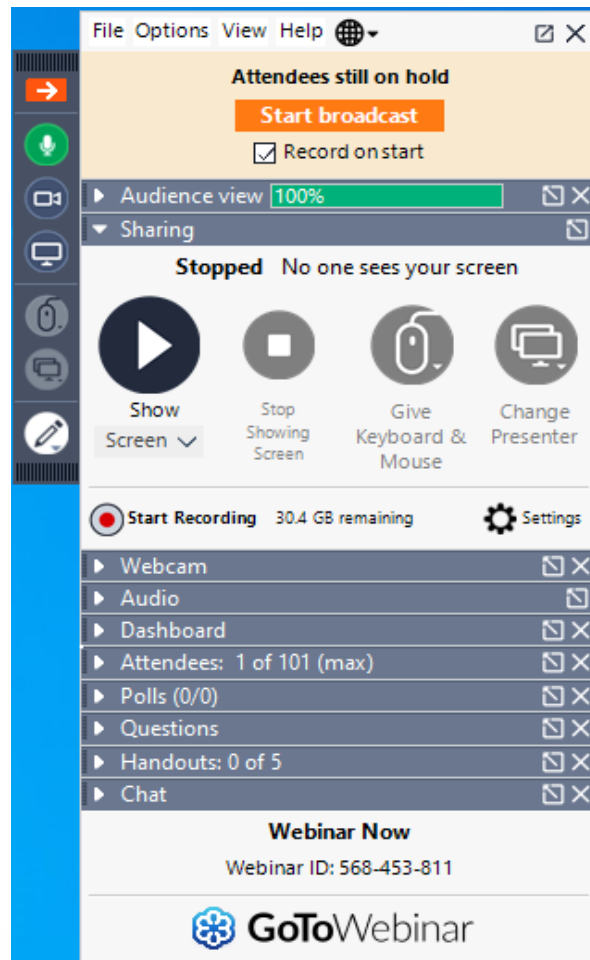 File Options View Help
Attendees still on hold
Start broadcast
Record on start
Audience view 100%
Sharing
Stopped No one sees your screen
Show
Screen
Stop
Showing
Screen
Give
Keyboard &
Mouse
Change
Presenter
Start Recording 30.4 GB remaining Settings
Webcam
Audio
Dashboard
Attendees: 1 of 101 (max)
Polls (0/0)
Questions
Handouts: 0 of 5
Chat
Webinar Now
Webinar ID: 568-453-811
GoToWebinar